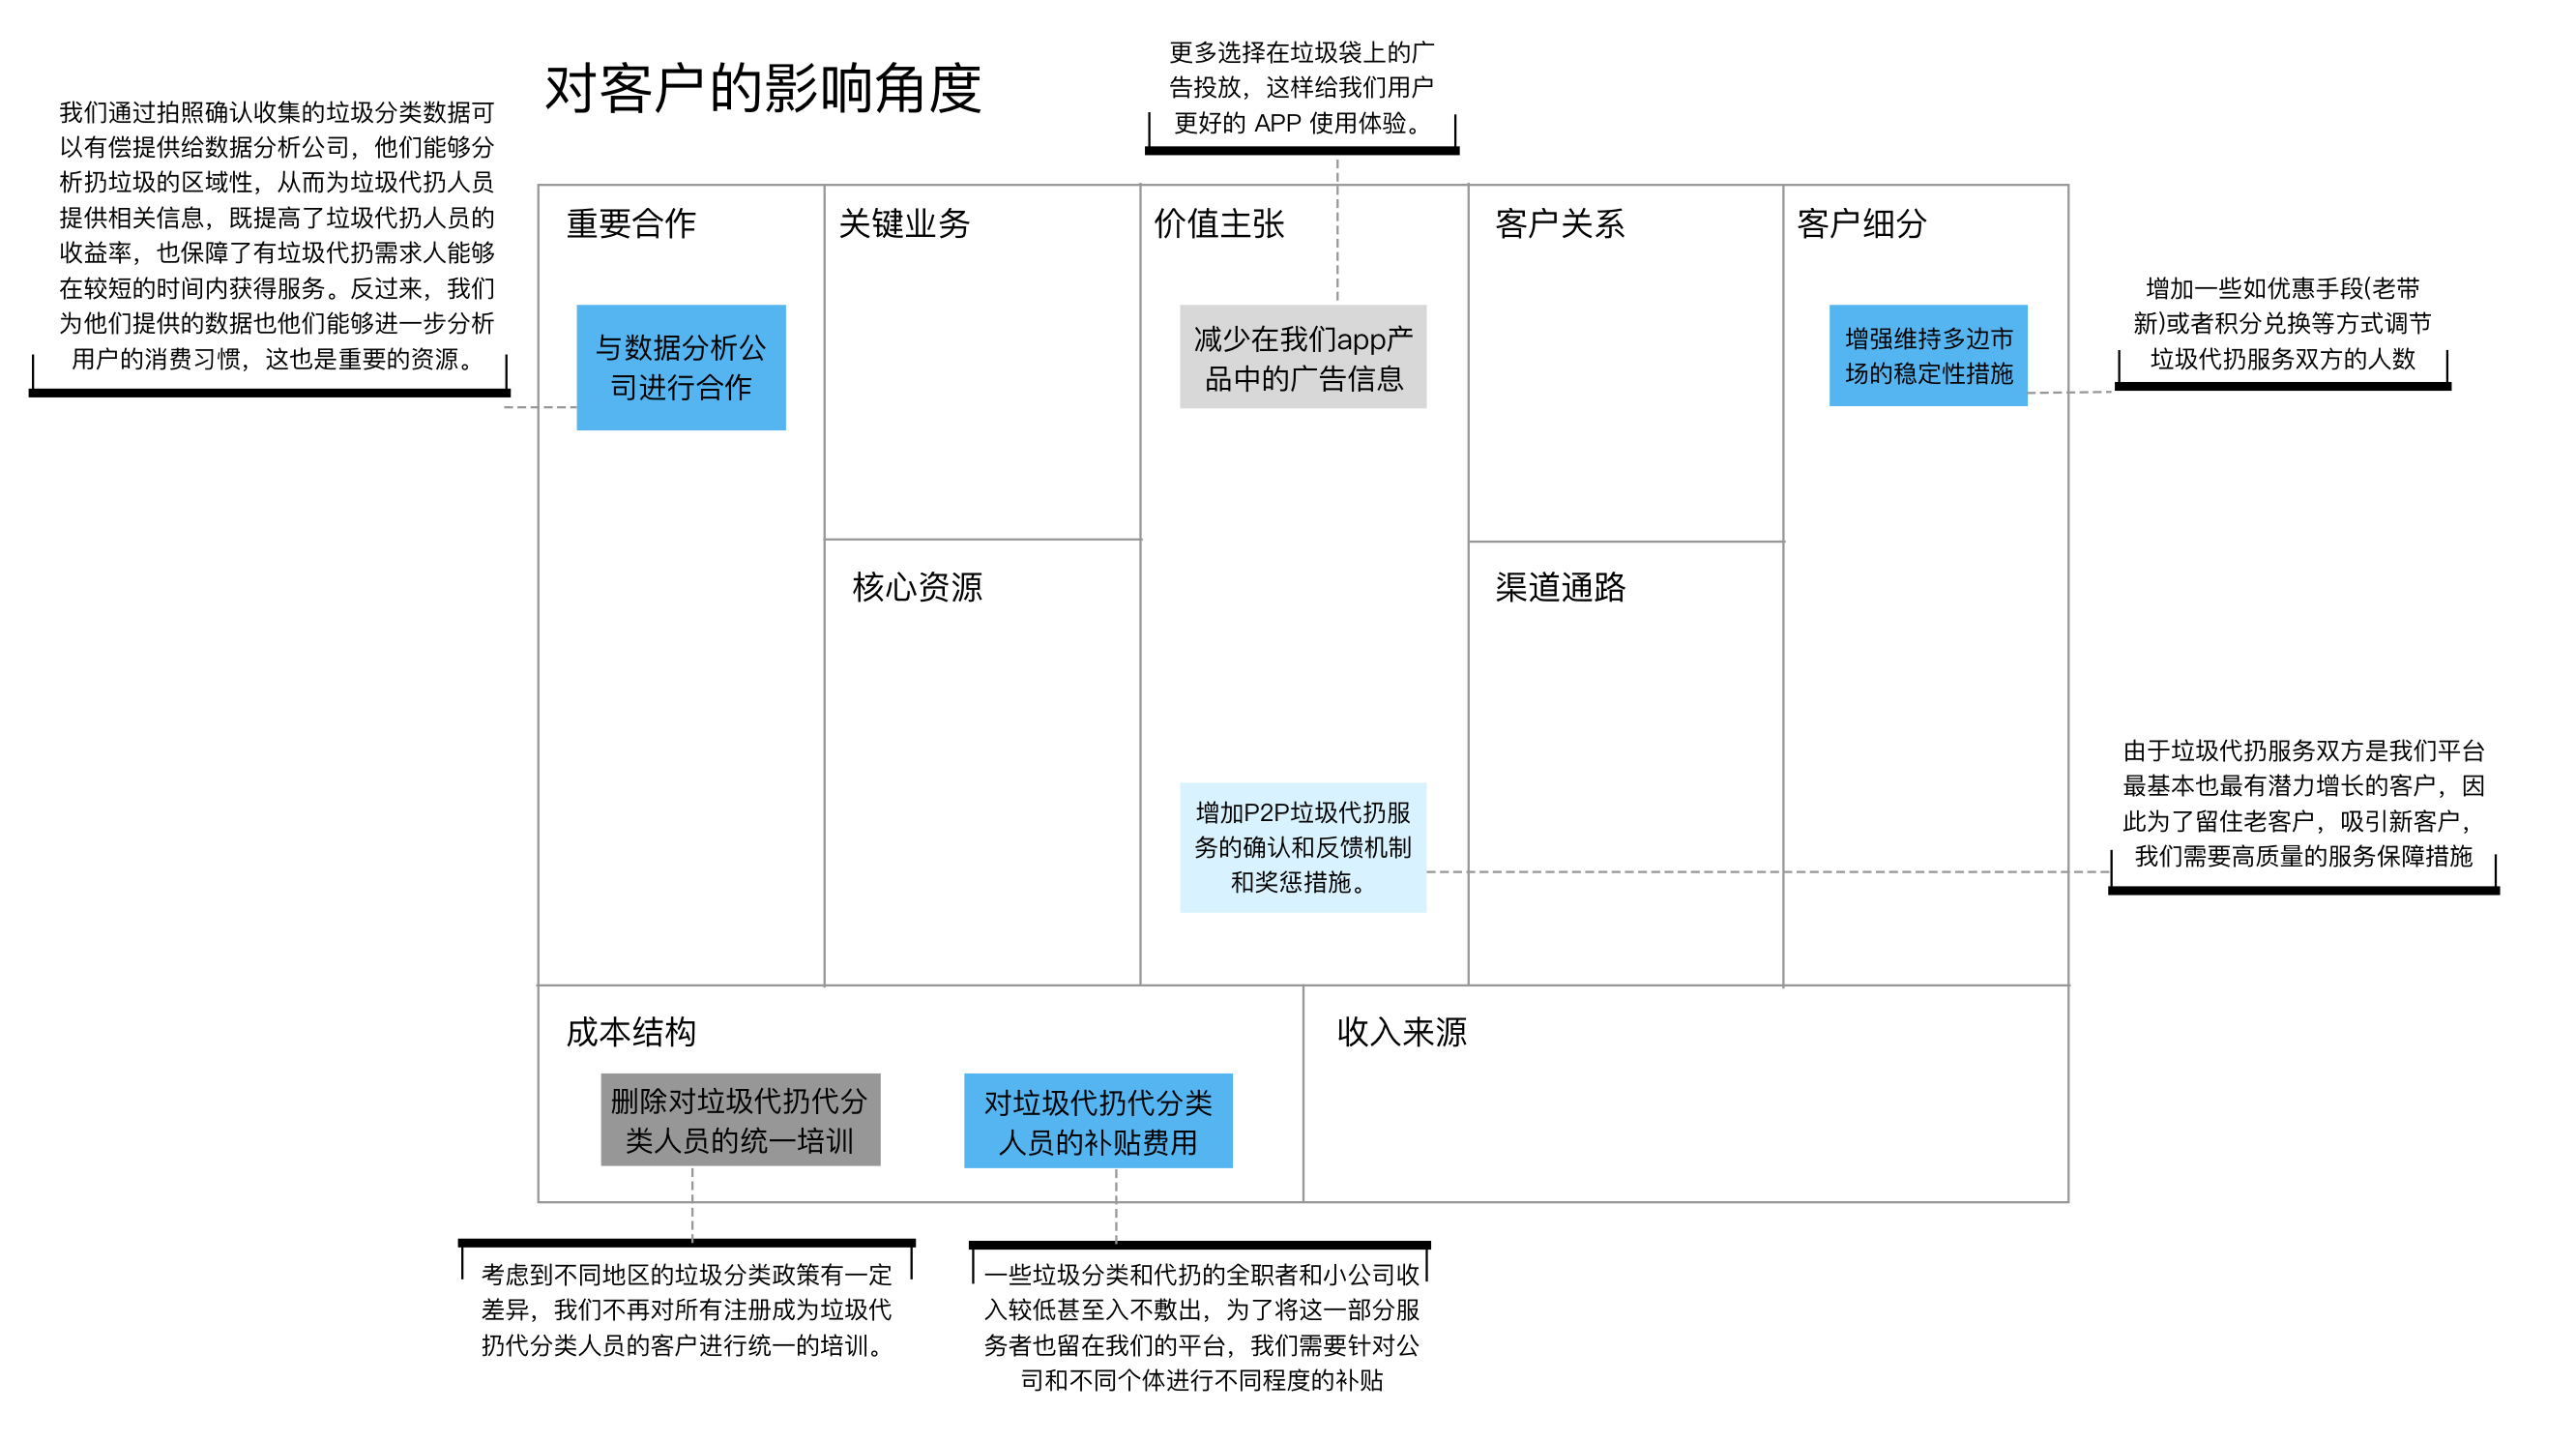 对客户的影响角度
更多选择在垃圾袋上的广
告投放，这样给我们用户
更好的 APP 使用体验。
我们通过拍照确认收集的垃圾分类数据可
以有偿提供给数据分析公司，他们能够分
析扔垃圾的区域性，从而为垃圾代扔人员
提供相关信息，既提高了垃圾代扔人员的
收益率，也保障了有垃圾代扔需求人能够
在较短的时间内获得服务。反过来，我们
为他们提供的数据也他们能够进一步分析
用户的消费习惯，这也是重要的资源。
重要合作
与数据分析公
司进行合作
关键业务
核心资源
价值主张
减少在我们app产
品中的广告信息
增加P2P垃圾代扔服
务的确认和反馈机制
和奖惩措施。
客户关系
渠道通路
客户细分
增强维持多边市
场的稳定性措施
增加一些如优惠手段(老带
新)或者积分兑换等方式调节
垃圾代扔服务双方的人数
由于垃圾代扔服务双方是我们平台
最基本也最有潜力增长的客户，因
此为了留住老客户，吸引新客户，
我们需要高质量的服务保障措施
成本结构
删除对垃圾代扔代分
类人员的统一培训
对垃圾代扔代分类
人员的补贴费用
收入来源
考虑到不同地区的垃圾分类政策有一定
差异，我们不再对所有注册成为垃圾代
扔代分类人员的客户进行统一的培训。
一些垃圾分类和代扔的全职者和小公司收
入较低甚至入不敷出，为了将这一部分服
务者也留在我们的平台，我们需要针对公
司和不同个体进行不同程度的补贴